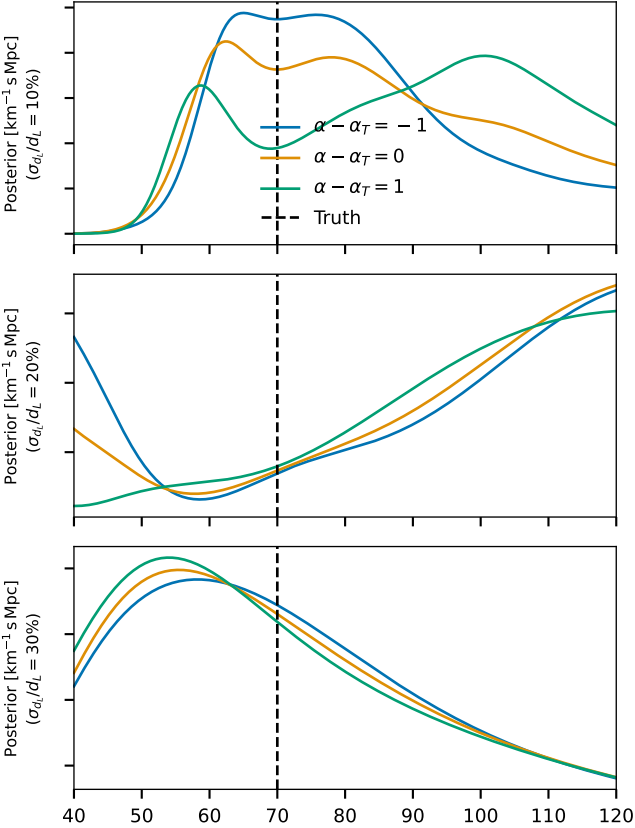 Posterior [km⁻¹ s Mpc]
(σ_{d_L}/d_L = 10%)
α − α_T = −1
α − α_T = 0
α − α_T = 1
Truth
Posterior [km⁻¹ s Mpc]
(σ_{d_L}/d_L = 20%)
Posterior [km⁻¹ s Mpc]
(σ_{d_L}/d_L = 30%)
40 50 60 70 80 90 100 110 120